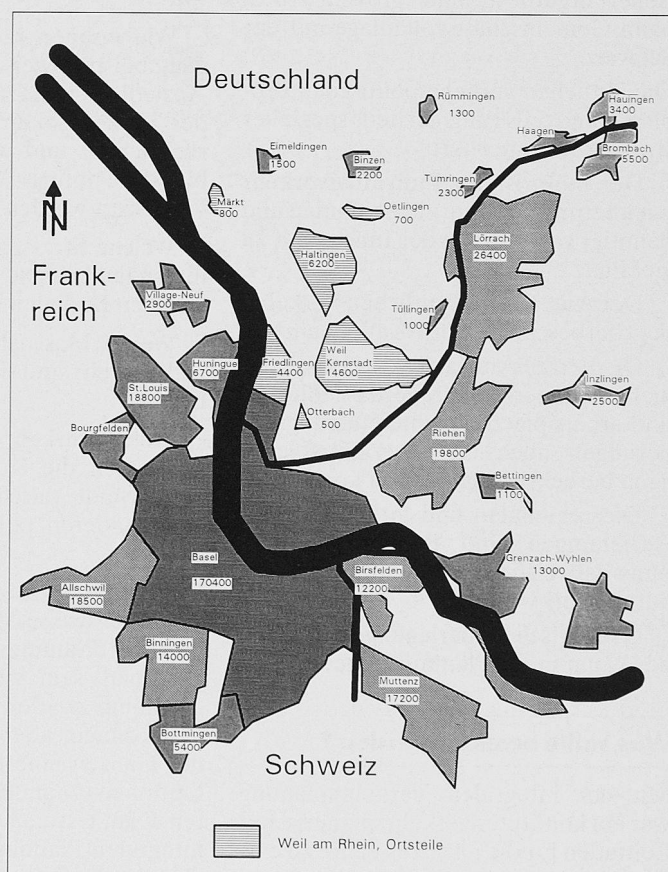 Deutschland
Rümmingen
1300
Hauingen
3400
Haagen
Brombach
5500
Eimeldingen
1500
Binzen
2200
Tumringen
2300
Märkt
800
Oetlingen
700
N
Haltingen
6200
Lörrach
26400
Frank-
reich
Village-Neuf
2900
Tüllingen
1000
Huningue
6700
Friedlingen
4400
Weil
Kernstadt
14600
St.Louis
18800
Inzlingen
2500
Otterbach
500
Bourgfelden
Riehen
19800
Bettingen
1100
Basel
170400
Birsfelden
12200
Grenzach-Wyhlen
13000
Allschwil
18500
Binningen
14000
Muttenz
17200
Bottmingen
5400
Schweiz
Weil am Rhein, Ortsteile